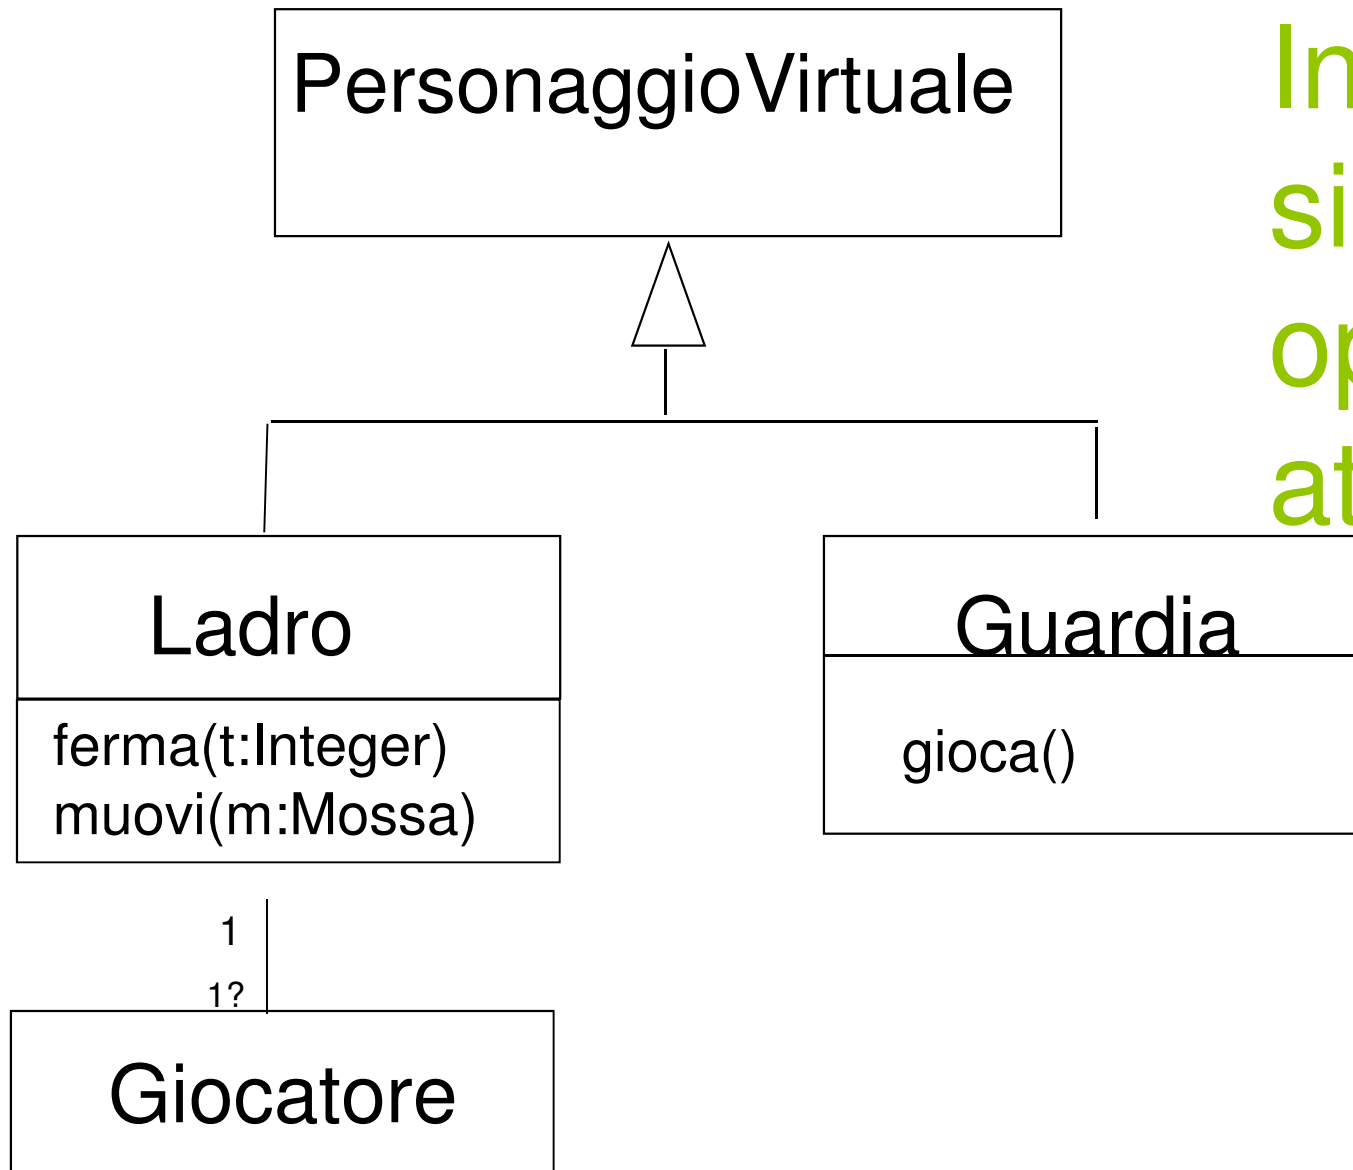 PersonaggioVirtuale
Ladro
ferma(t:Integer)
muovi(m:Mossa)
Guardia
gioca()
1
1?
Giocatore